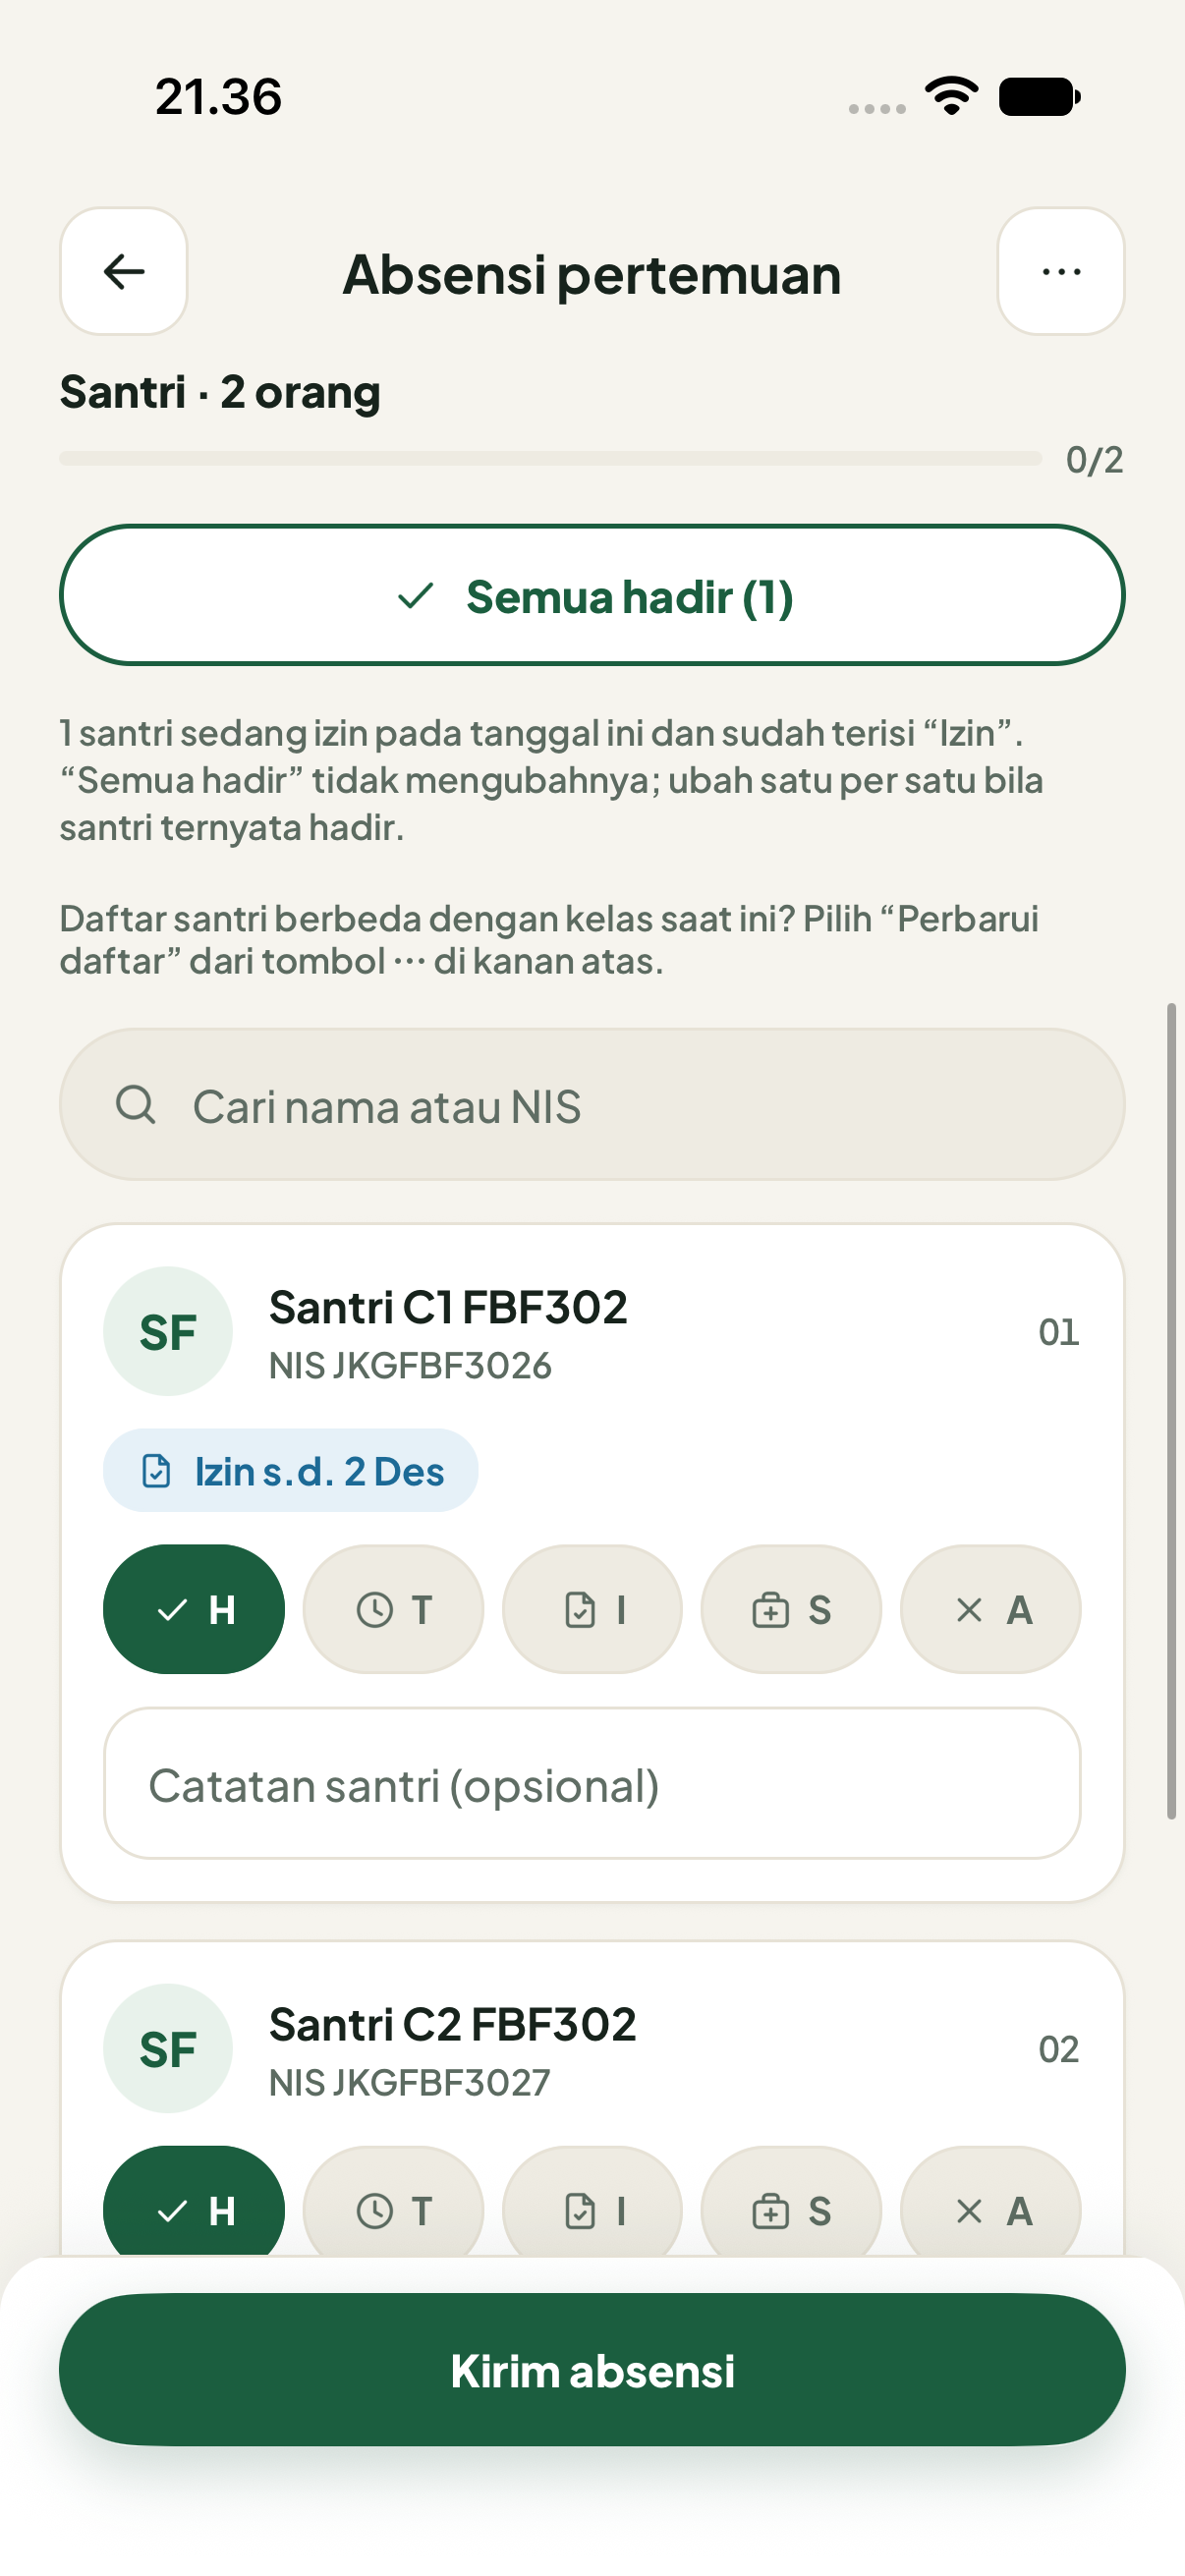 21.36
Absensi pertemuan
Santri · 2 orang
0/2
Semua hadir (1)
1 santri sedang izin pada tanggal ini dan sudah terisi “Izin”.
“Semua hadir” tidak mengubahnya; ubah satu per satu bila
santri ternyata hadir.
Daftar santri berbeda dengan kelas saat ini? Pilih “Perbarui
daftar” dari tombol ··· di kanan atas.
Cari nama atau NIS
SF
Santri C1 FBF302
NIS JKGFBF3026
01
Izin s.d. 2 Des
H T I S A
Catatan santri (opsional)
SF
Santri C2 FBF302
NIS JKGFBF3027
02
H T I S A
Kirim absensi